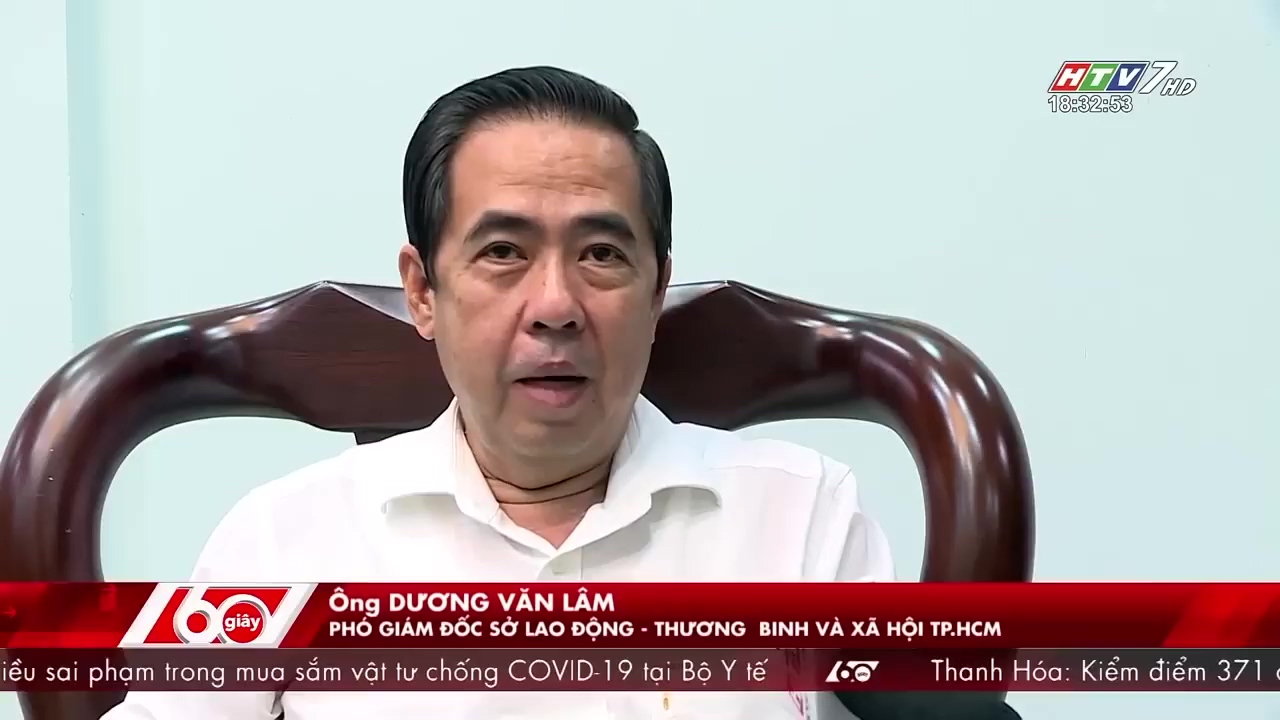 HTV7HD
18:32:53
60 giây
Ông DƯƠNG VĂN LÂM
PHÓ GIÁM ĐỐC SỞ LAO ĐỘNG - THƯƠNG BINH VÀ XÃ HỘI TP.HCM
sai phạm trong mua sắm vật tư chống COVID-19 tại Bộ Y tế 60 Thanh Hóa: Kiểm điểm 371